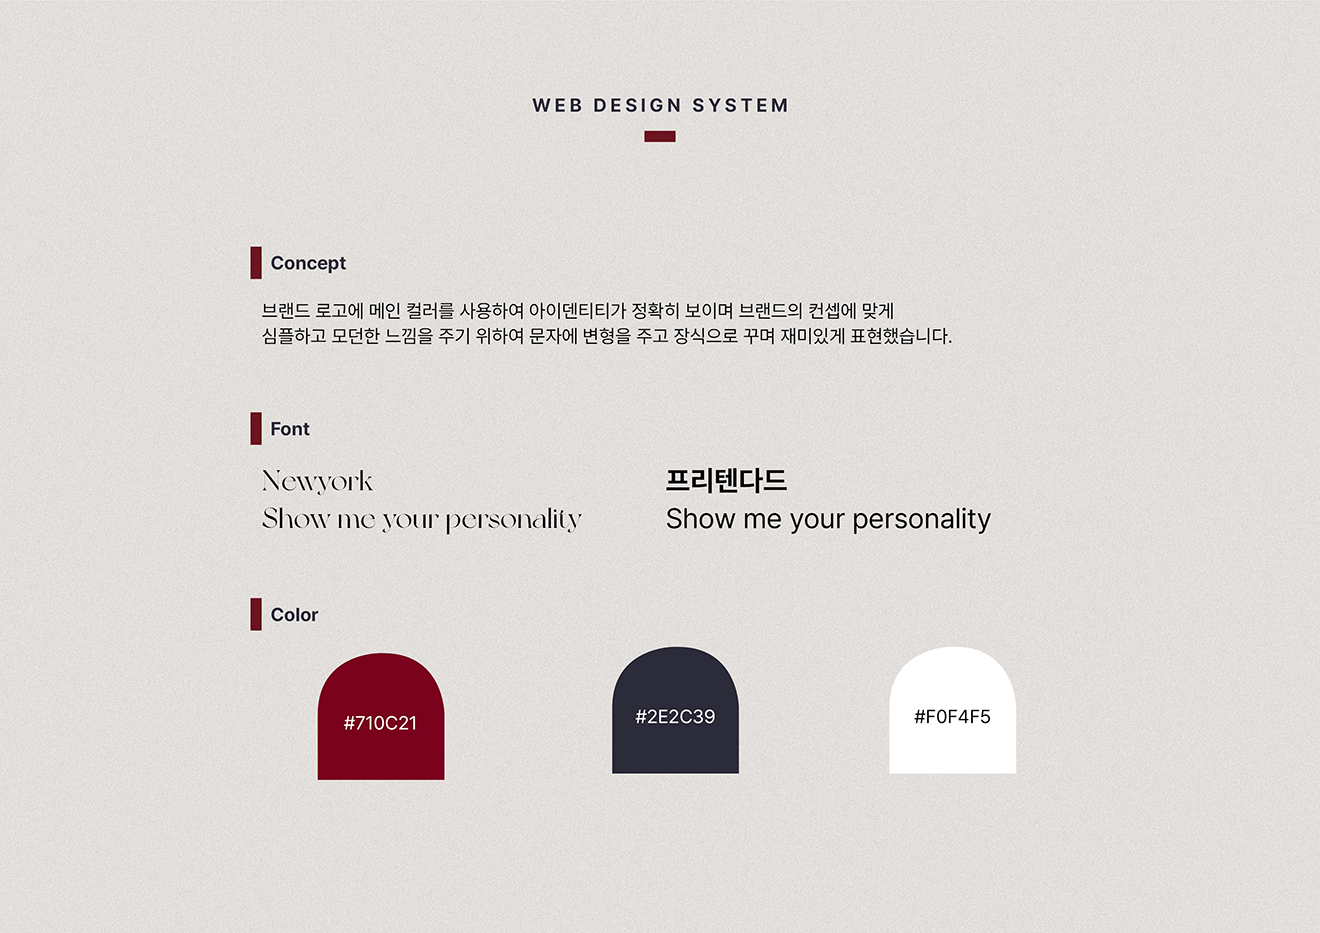 WEB DESIGN SYSTEM
Concept
브랜드 로고에 메인 컬러를 사용하여 아이덴티티가 정확히 보이며 브랜드의 컨셉에 맞게
심플하고 모던한 느낌을 주기 위하여 문자에 변형을 주고 장식으로 꾸며 재미있게 표현했습니다.
Font
Newyork
Show me your personality
프리텐다드
Show me your personality
Color
#710C21
#2E2C39
#F0F4F5